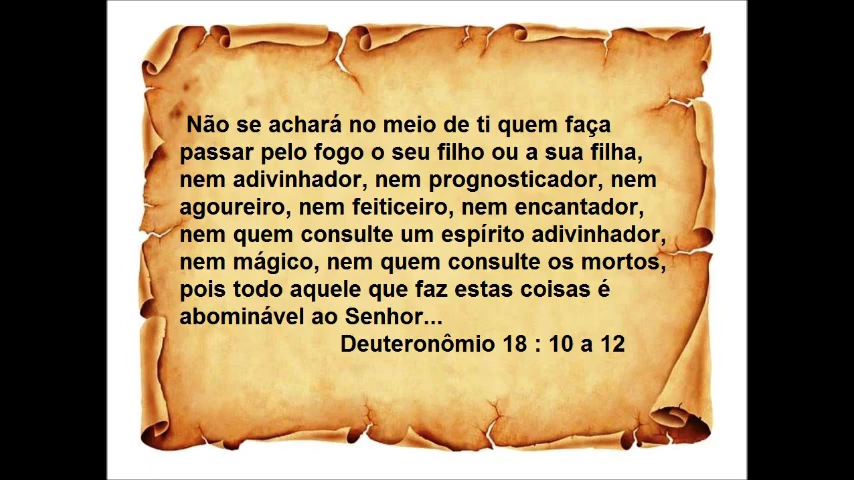 Não se achará no meio de ti quem faça
passar pelo fogo o seu filho ou a sua filha,
nem adivinhador, nem prognosticador, nem
agoureiro, nem feiticeiro, nem encantador,
nem quem consulte um espírito adivinhador,
nem mágico, nem quem consulte os mortos,
pois todo aquele que faz estas coisas é
abominável ao Senhor...
Deuteronômio 18 : 10 a 12